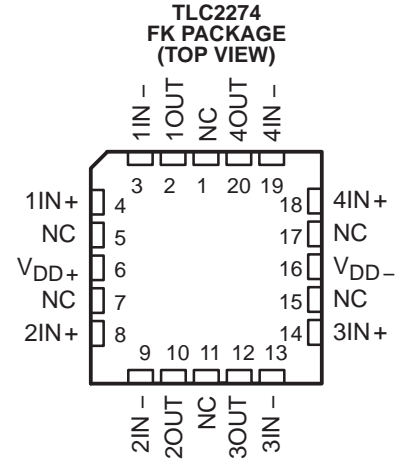 TLC2274
FK PACKAGE
(TOP VIEW)
1IN −
1OUT
NC
4OUT
4IN −
3 2 1 20 19
1IN+ 4 18 4IN+
NC 5 17 NC
VDD+ 6 16 VDD−
NC 7 15 NC
2IN+ 8 14 3IN+
9 10 11 12 13
2IN −
2OUT
NC
3OUT
3IN −